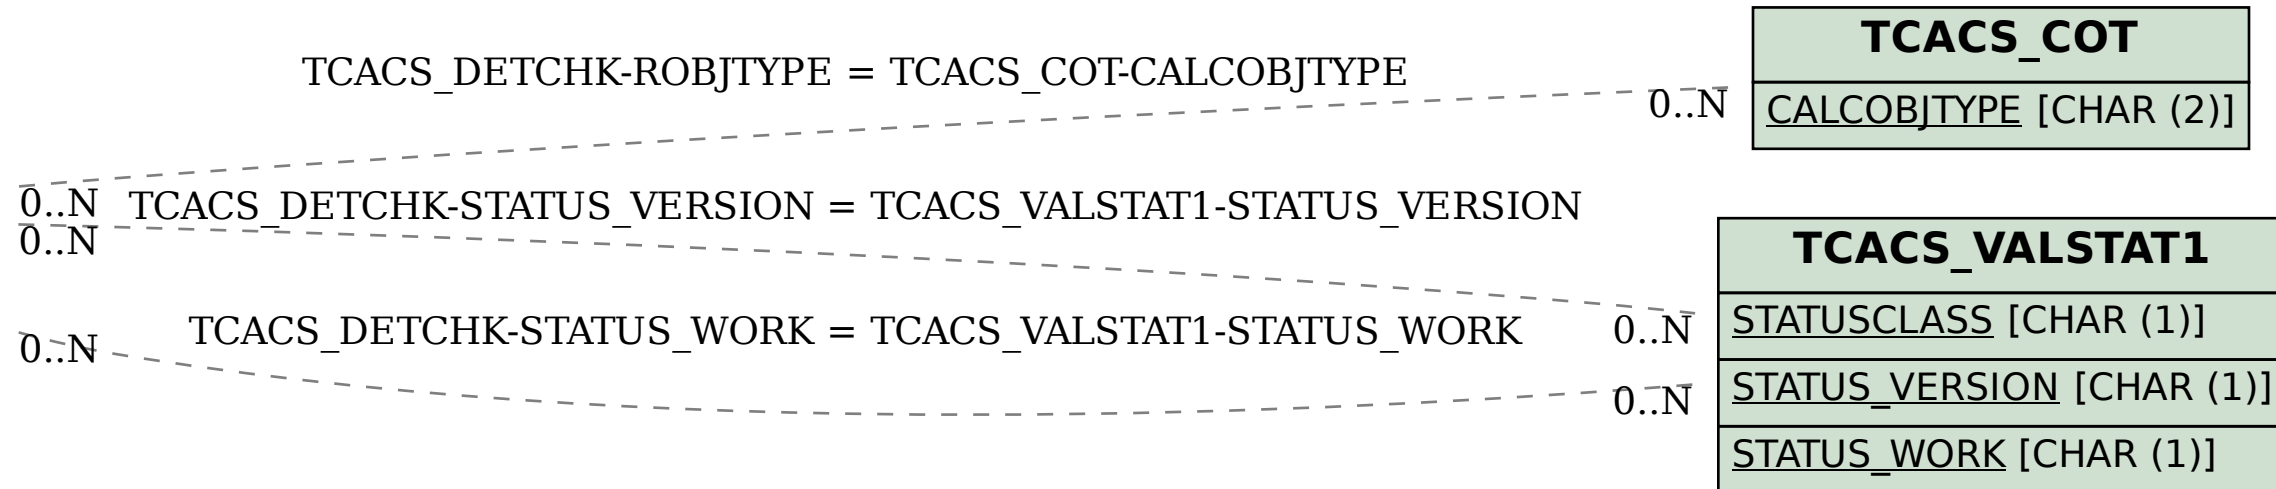 TCACS_COT
TCACS_DETCHK-ROBJTYPE = TCACS_COT-CALCOBJTYPE
0..N
CALCOBJTYPE [CHAR (2)]
0..N
TCACS_DETCHK-STATUS_VERSION = TCACS_VALSTAT1-STATUS_VERSION
0..N
TCACS_VALSTAT1
TCACS_DETCHK-STATUS_WORK = TCACS_VALSTAT1-STATUS_WORK
0..N
STATUSCLASS [CHAR (1)]
0..N
0..N
STATUS_VERSION [CHAR (1)]
STATUS_WORK [CHAR (1)]